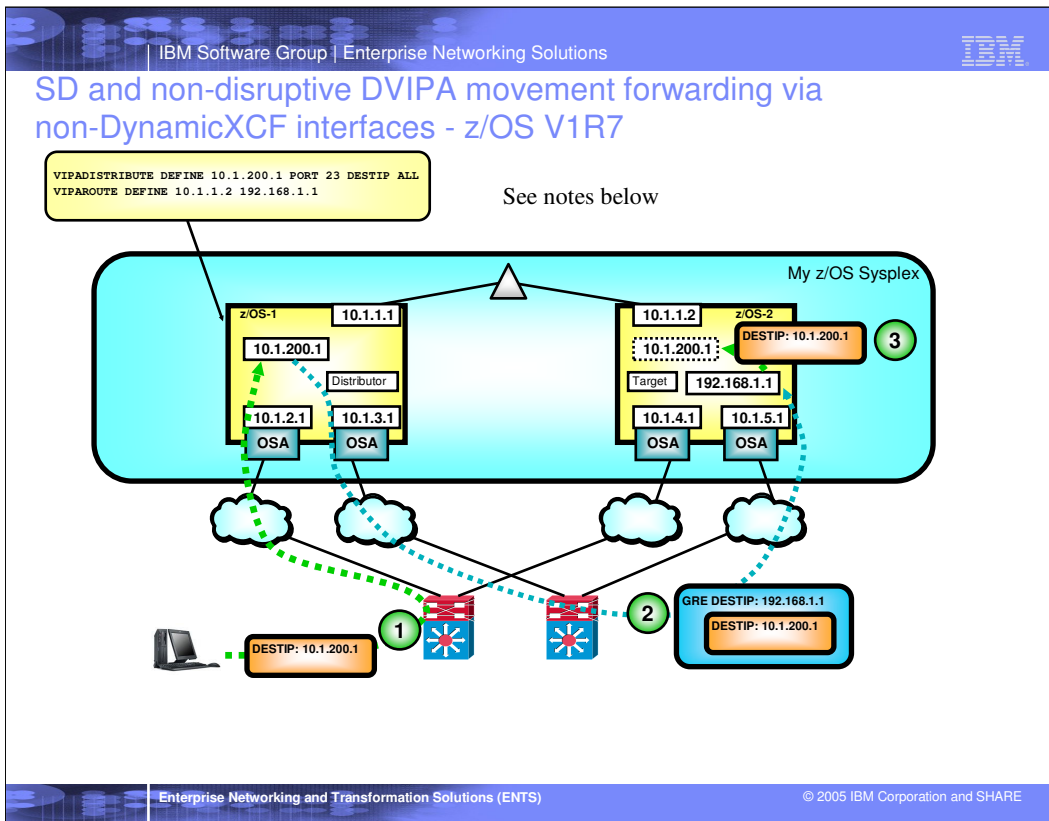 IBM Software Group | Enterprise Networking Solutions
IBM
SD and non-disruptive DVIPA movement forwarding via
non-DynamicXCF interfaces - z/OS V1R7
VIPADISTRIBUTE DEFINE 10.1.200.1 PORT 23 DESTIP ALL
VIPAROUTE DEFINE 10.1.1.2 192.168.1.1
See notes below
My z/OS Sysplex
z/OS-1
10.1.1.1
10.1.200.1
Distributor
10.1.2.1
10.1.3.1
OSA
OSA
10.1.1.2
z/OS-2
DESTIP: 10.1.200.1
3
10.1.200.1
Target
192.168.1.1
10.1.4.1
10.1.5.1
OSA
OSA
1
DESTIP: 10.1.200.1
2
GRE DESTIP: 192.168.1.1
DESTIP: 10.1.200.1
Enterprise Networking and Transformation Solutions (ENTS)
© 2005 IBM Corporation and SHARE